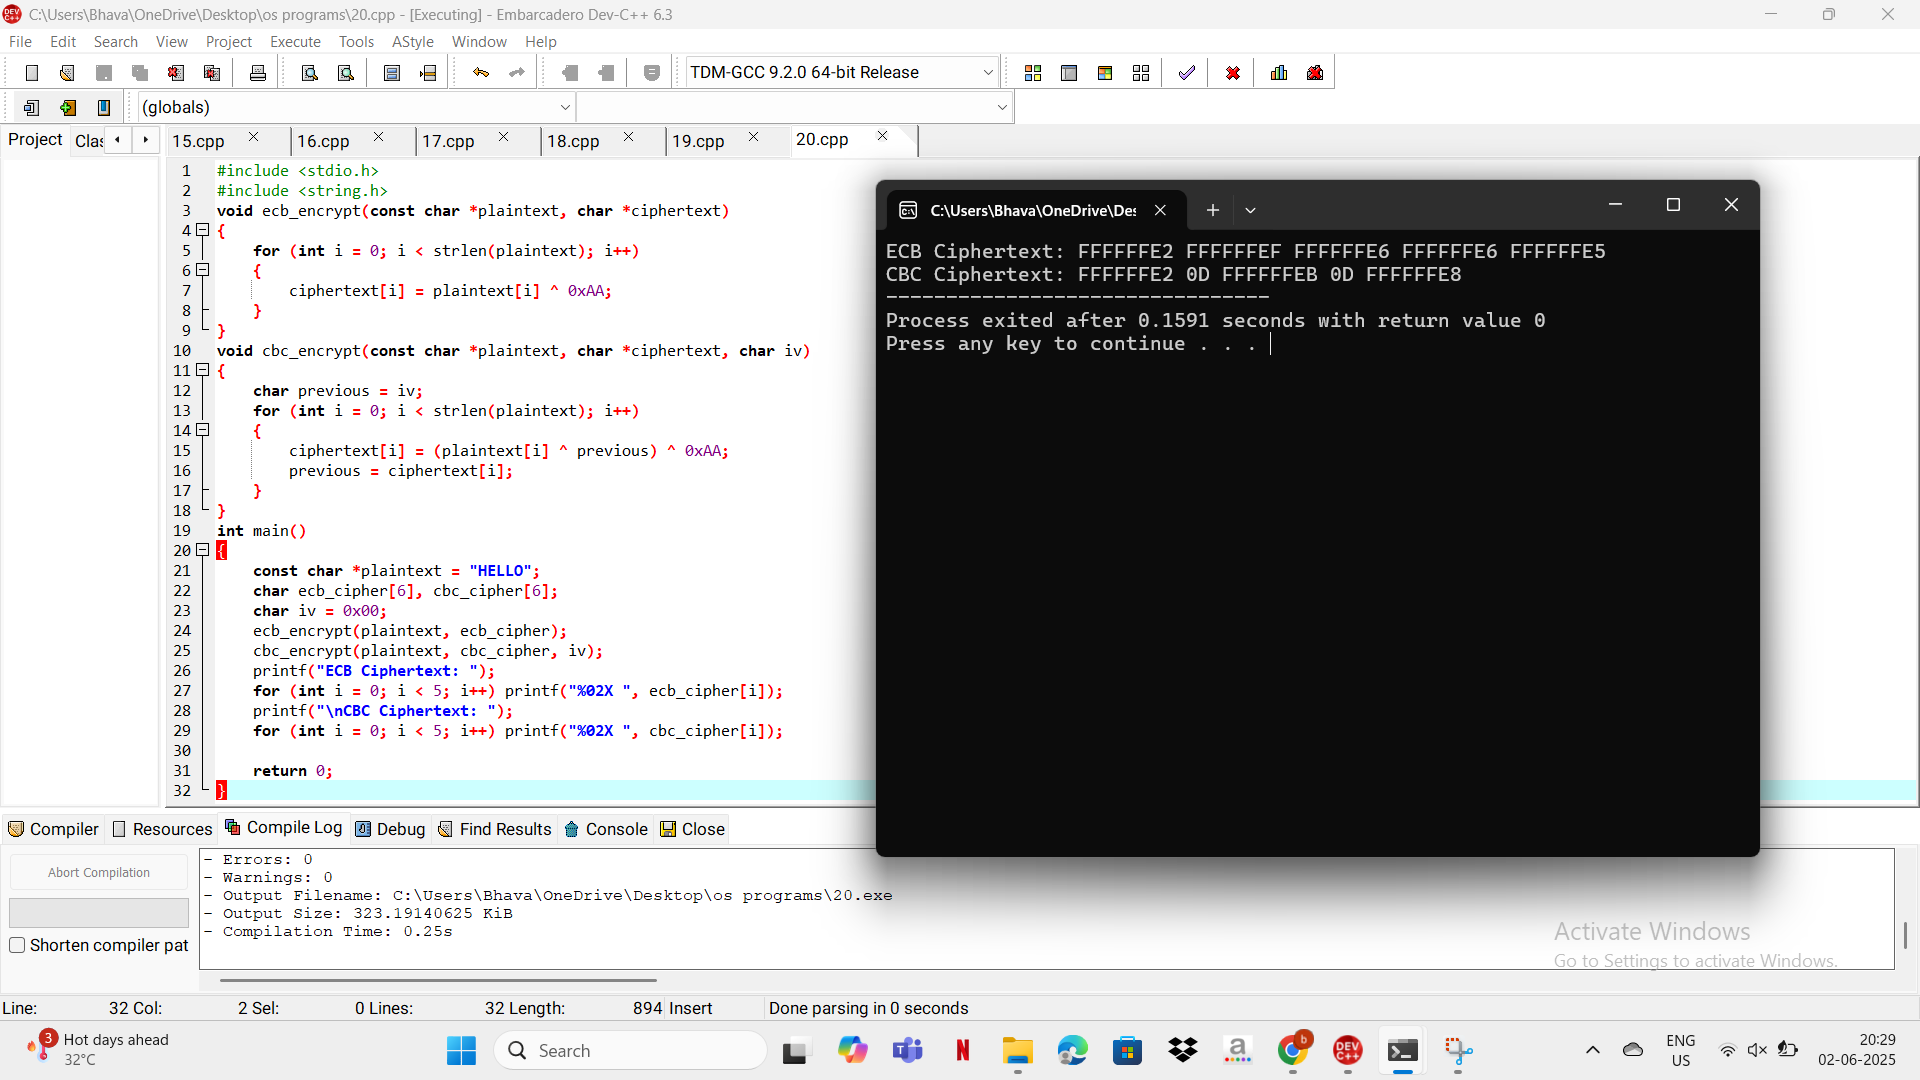 C:\Users\Bhava\OneDrive\Desktop\os programs\20.cpp - [Executing] - Embarcadero Dev-C++ 6.3
File Edit Search View Project Execute Tools AStyle Window Help
TDM-GCC 9.2.0 64-bit Release
(globals)
Project Clas 15.cpp 16.cpp 17.cpp 18.cpp 19.cpp 20.cpp
1 #include <stdio.h>
2 #include <string.h>
3 void ecb_encrypt(const char *plaintext, char *ciphertext)
4 {
5 for (int i = 0; i < strlen(plaintext); i++)
6 {
7 ciphertext[i] = plaintext[i] ^ 0xAA;
8 }
9 }
10 void cbc_encrypt(const char *plaintext, char *ciphertext, char iv)
11 {
12 char previous = iv;
13 for (int i = 0; i < strlen(plaintext); i++)
14 {
15 ciphertext[i] = (plaintext[i] ^ previous) ^ 0xAA;
16 previous = ciphertext[i];
17 }
18 }
19 int main()
20 {
21 const char *plaintext = "HELLO";
22 char ecb_cipher[6], cbc_cipher[6];
23 char iv = 0x00;
24 ecb_encrypt(plaintext, ecb_cipher);
25 cbc_encrypt(plaintext, cbc_cipher, iv);
26 printf("ECB Ciphertext: ");
27 for (int i = 0; i < 5; i++) printf("%02X ", ecb_cipher[i]);
28 printf("\nCBC Ciphertext: ");
29 for (int i = 0; i < 5; i++) printf("%02X ", cbc_cipher[i]);
30
31 return 0;
32 }
C:\Users\Bhava\OneDrive\Des
ECB Ciphertext: FFFFFFE2 FFFFFFEF FFFFFFE6 FFFFFFE6 FFFFFFE5
CBC Ciphertext: FFFFFFE2 0D FFFFFFEB 0D FFFFFFE8
--------------------------------
Process exited after 0.1591 seconds with return value 0
Press any key to continue . . .
Compiler Resources Compile Log Debug Find Results Console Close
Abort Compilation
Shorten compiler pat
- Errors: 0
- Warnings: 0
- Output Filename: C:\Users\Bhava\OneDrive\Desktop\os programs\20.exe
- Output Size: 323.19140625 KiB
- Compilation Time: 0.25s
Activate Windows
Go to Settings to activate Windows.
Line: 32 Col: 2 Sel: 0 Lines: 32 Length: 894 Insert Done parsing in 0 seconds
3 Hot days ahead
32°C
Search
ENG
US
20:29
02-06-2025